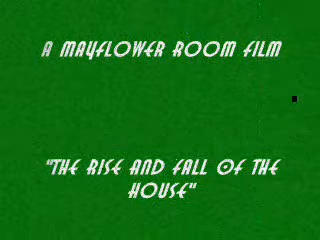 A MAYFLOWER ROOM FILM
"THE RISE AND FALL OF THE
HOUSE"